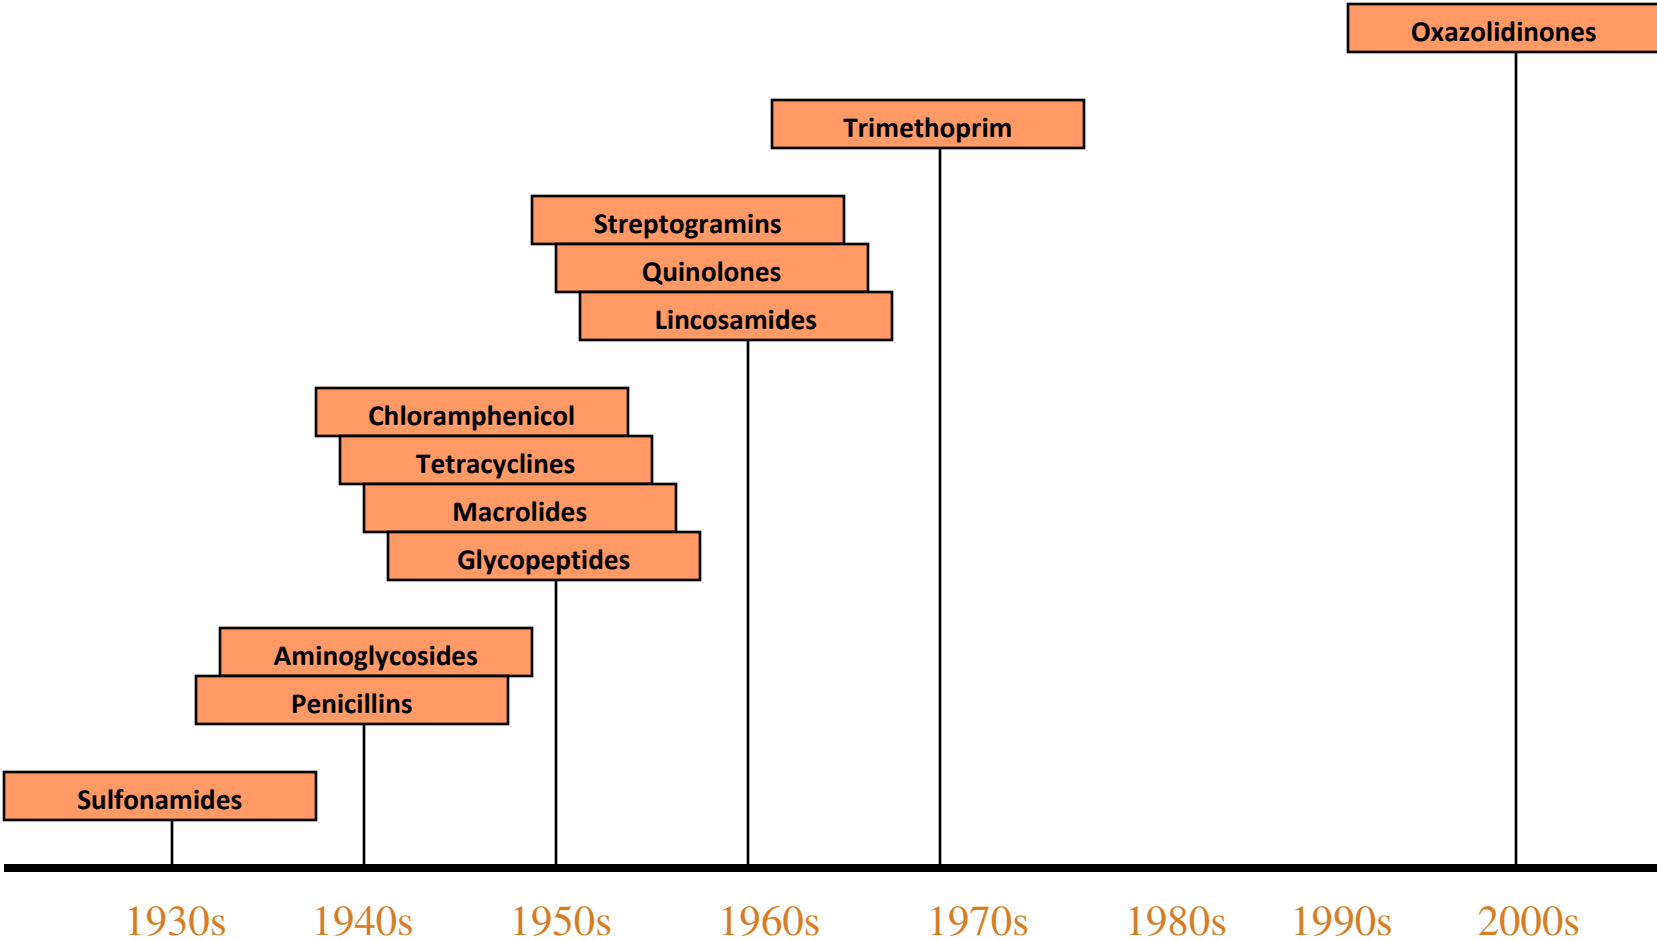 Oxazolidinones
Trimethoprim
Streptogramins
Quinolones
Lincosamides
Chloramphenicol
Tetracyclines
Macrolides
Glycopeptides
Aminoglycosides
Penicillins
Sulfonamides
1930s 1940s 1950s 1960s 1970s 1980s 1990s 2000s